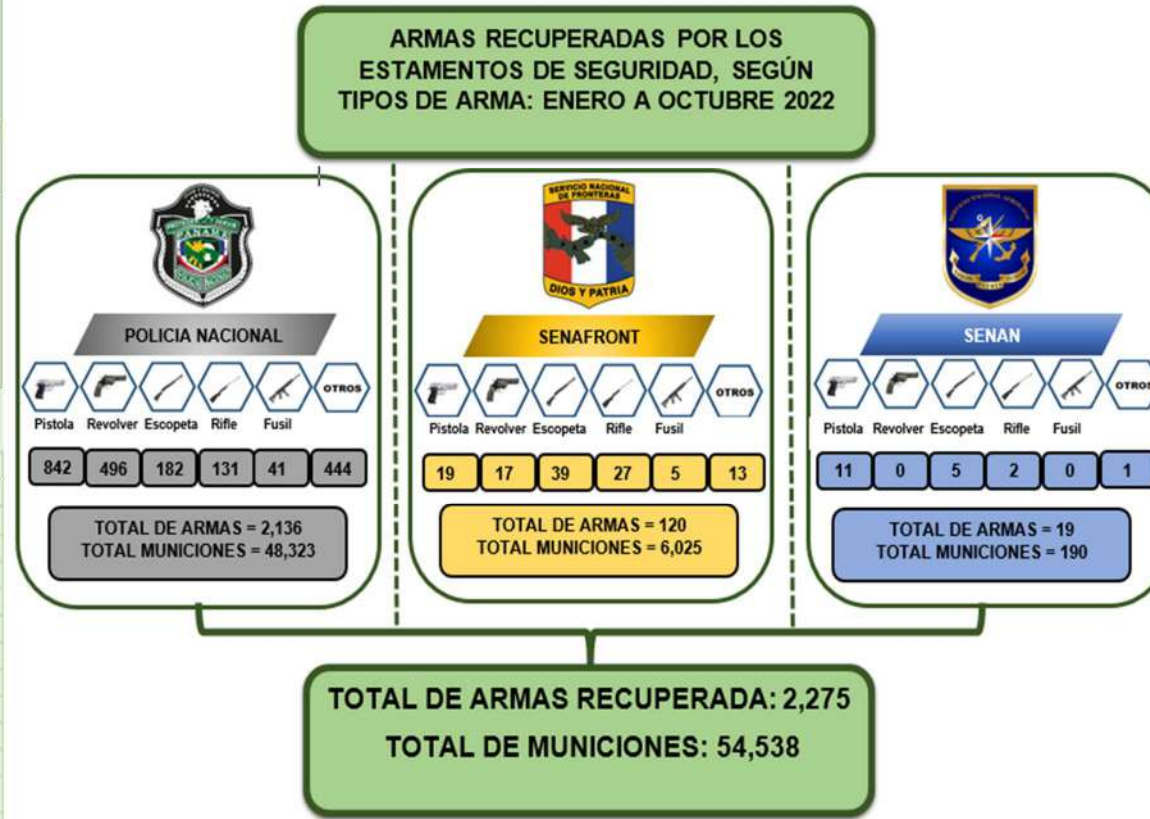 ARMAS RECUPERADAS POR LOS
ESTAMENTOS DE SEGURIDAD, SEGÚN
TIPOS DE ARMA: ENERO A OCTUBRE 2022
PANAMÁ
POLICIA NACIONAL
Pistola Revolver Escopeta Rifle Fusil OTROS
842 496 182 131 41 444
TOTAL DE ARMAS = 2,136
TOTAL MUNICIONES = 48,323
SERVICIO NACIONAL
DE FRONTERAS
DIOS Y PATRIA
SENAFRONT
Pistola Revolver Escopeta Rifle Fusil OTROS
19 17 39 27 5 13
TOTAL DE ARMAS = 120
TOTAL MUNICIONES = 6,025
SENAN
Pistola Revolver Escopeta Rifle Fusil OTROS
11 0 5 2 0 1
TOTAL DE ARMAS = 19
TOTAL MUNICIONES = 190
TOTAL DE ARMAS RECUPERADA: 2,275
TOTAL DE MUNICIONES: 54,538